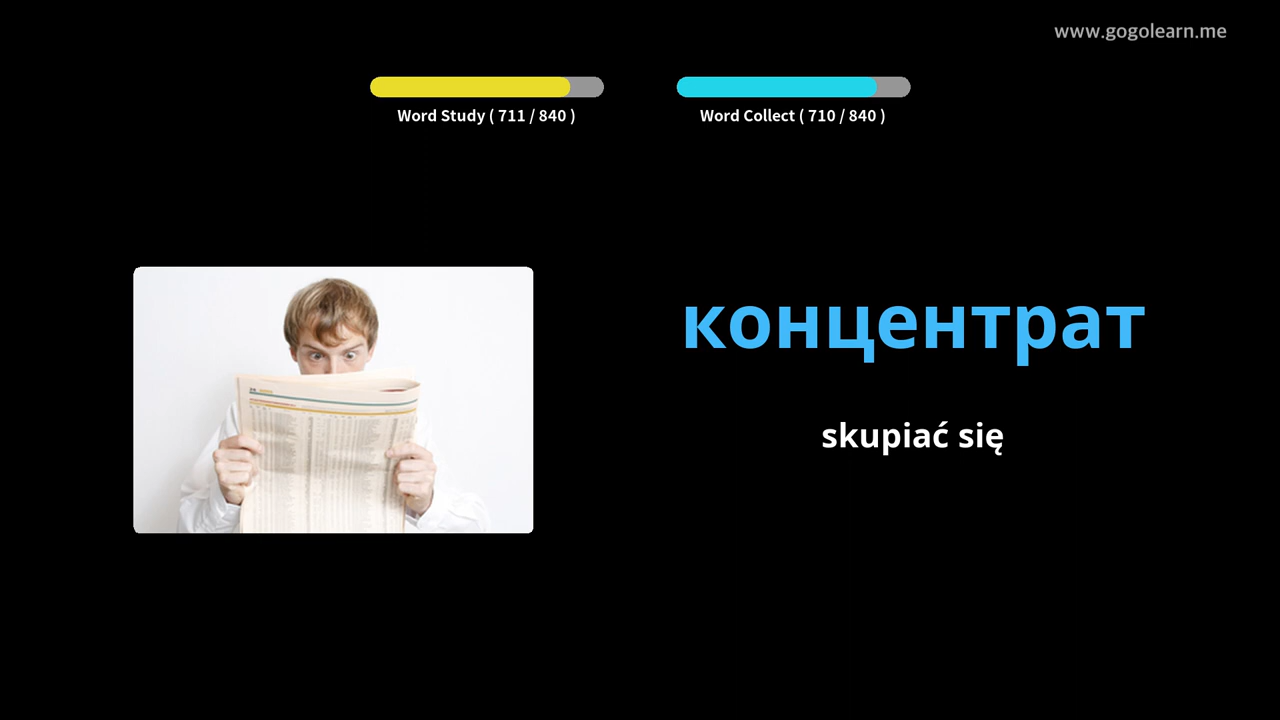 www.gogolearn.me
Word Study ( 711 / 840 )
Word Collect ( 710 / 840 )
концентрат
skupiać się